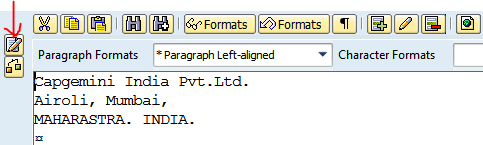 Formats Formats ¶
Paragraph Formats * Paragraph Left-aligned Character Formats
Capgemini India Pvt.Ltd.
Airoli, Mumbai,
MAHARASTRA. INDIA.
¤